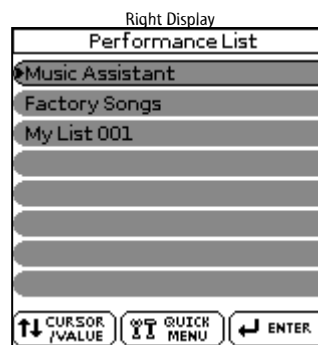 Right Display
Performance List
Music Assistant
Factory Songs
My List 001
CURSOR /VALUE
QUICK MENU
ENTER